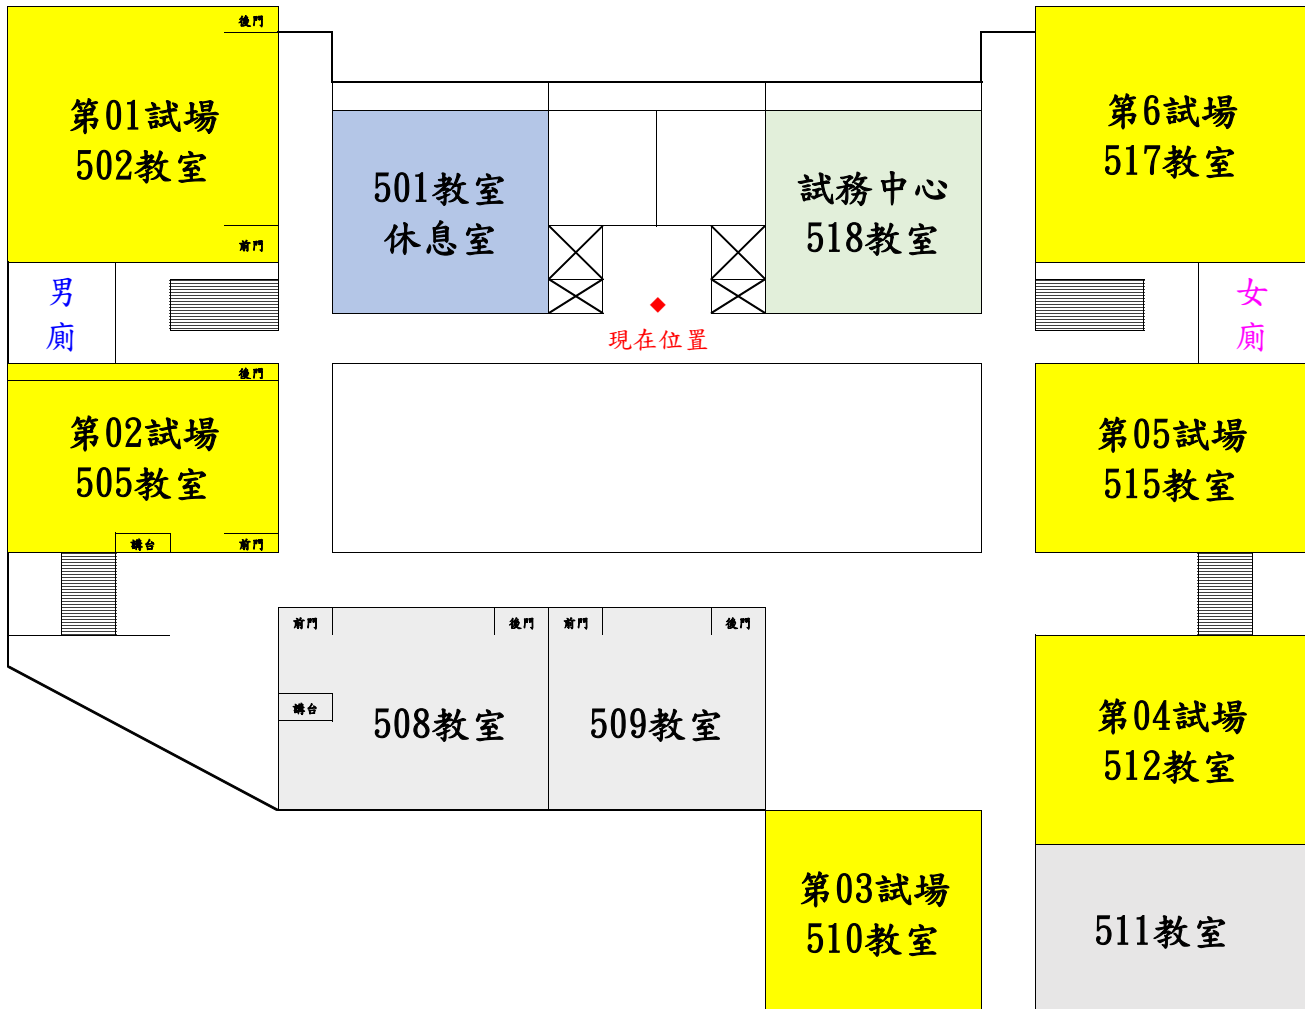 後門
第01試場
502教室
前門
501教室
休息室
試務中心
518教室
第6試場
517教室
男
廁
現在位置
女
廁
後門
第02試場
505教室
講台
前門
第05試場
515教室
前門
後門
前門
後門
講台
508教室
509教室
第04試場
512教室
第03試場
510教室
511教室